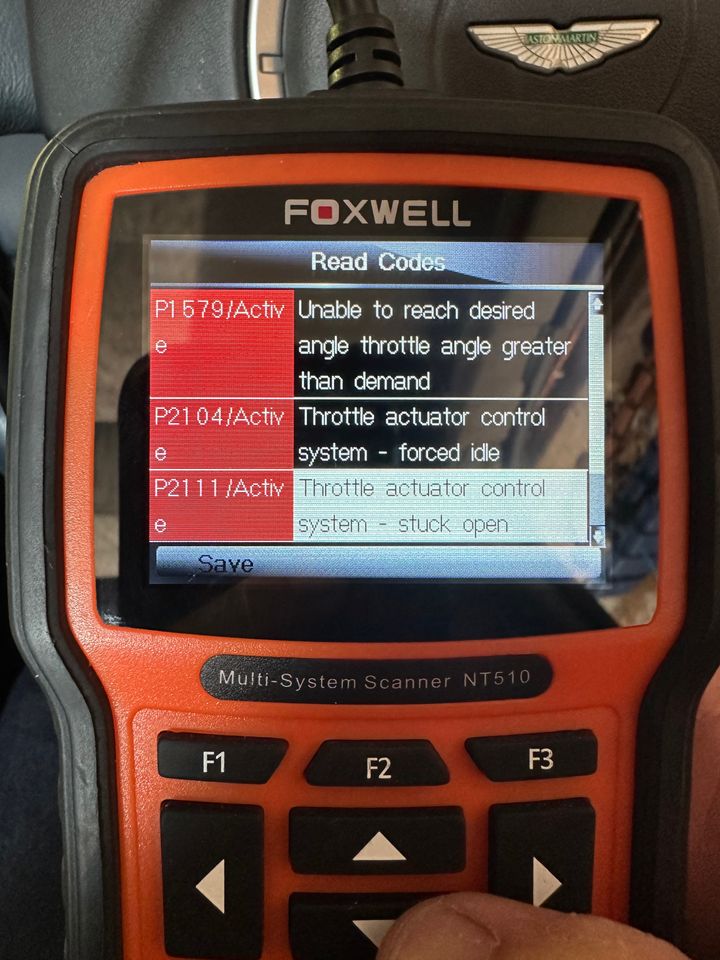 ASTON MARTIN
FOXWELL
Read Codes
P1579/Activ
e
Unable to reach desired
angle throttle angle greater
than demand
P2104/Activ
e
Throttle actuator control
system - forced idle
P2111/Activ
e
Throttle actuator control
system - stuck open
Save
Multi-System Scanner NT510
F1
F2
F3